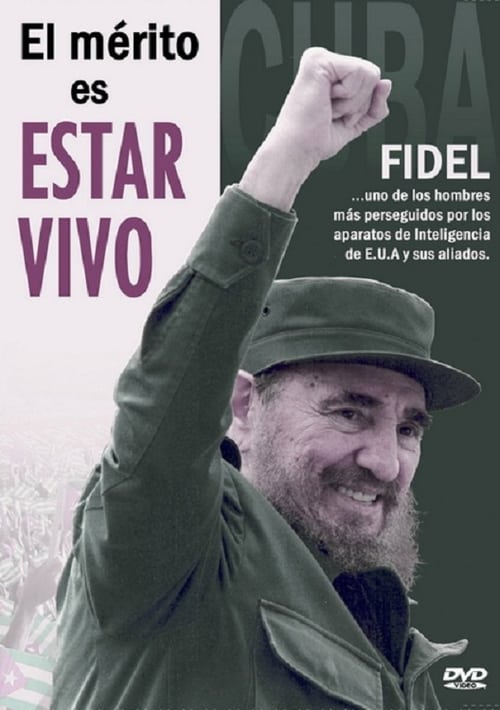 CUBA
El mérito
es
ESTAR
VIVO
FIDEL
...uno de los hombres
más perseguidos por los
aparatos de Inteligencia
de E.U.A y sus aliados.
DVD
VIDEO